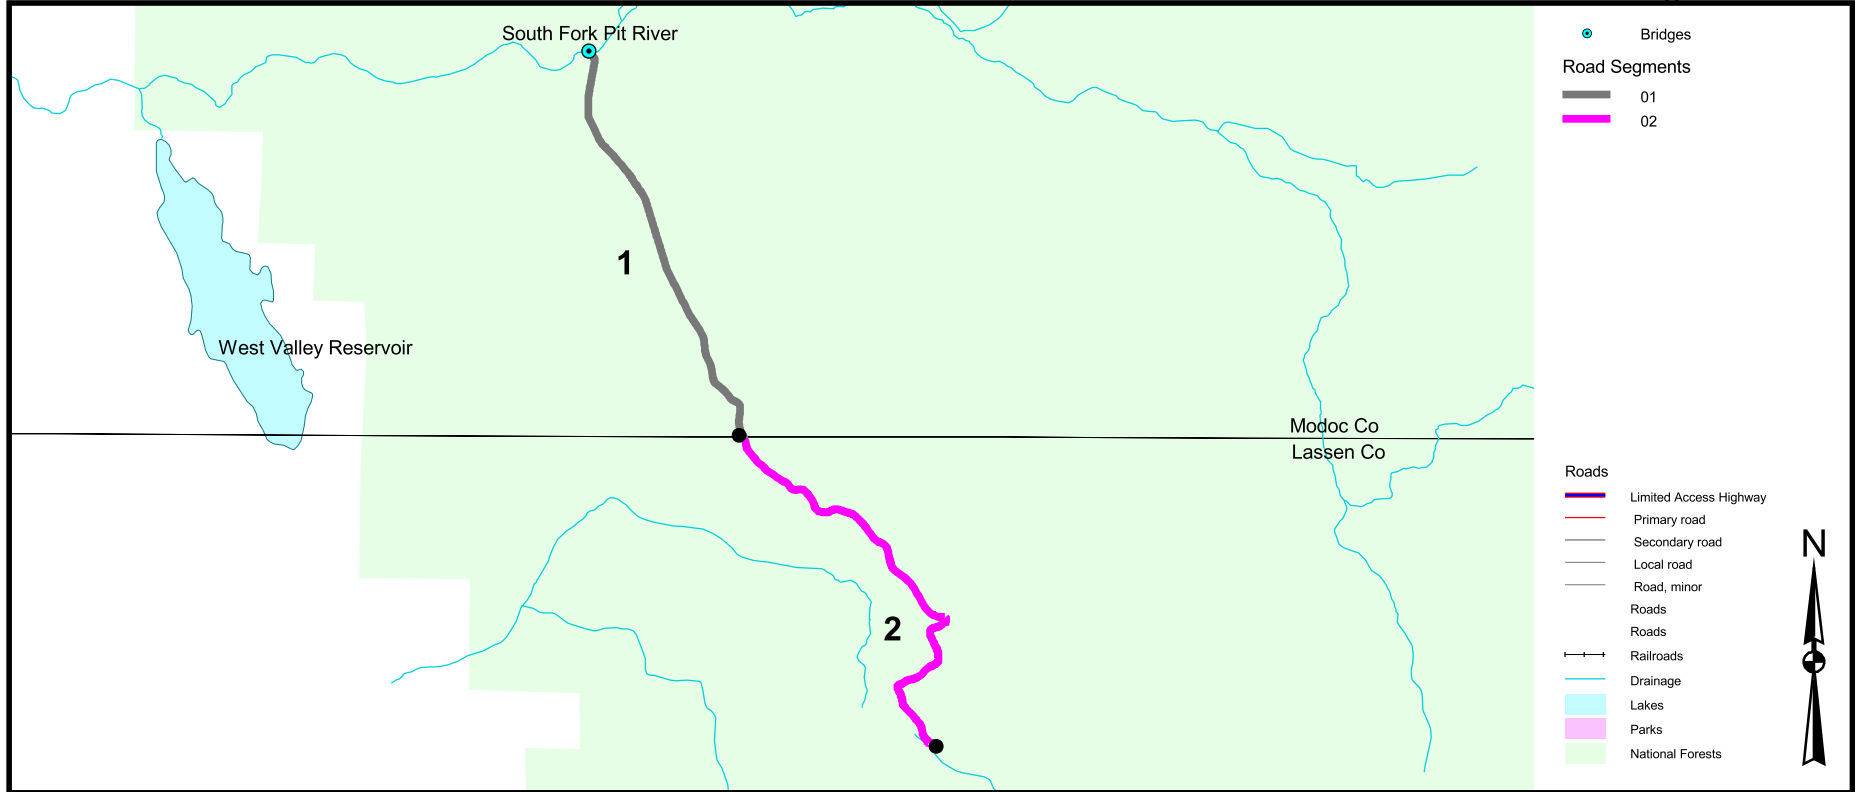 South Fork Pit River
1
West Valley Reservoir
Modoc Co
Lassen Co
2
Bridges
Road Segments
01
02
Roads
Limited Access Highway
Primary road
Secondary road
Local road
Road, minor
Roads
Roads
Railroads
Drainage
Lakes
Parks
National Forests
N